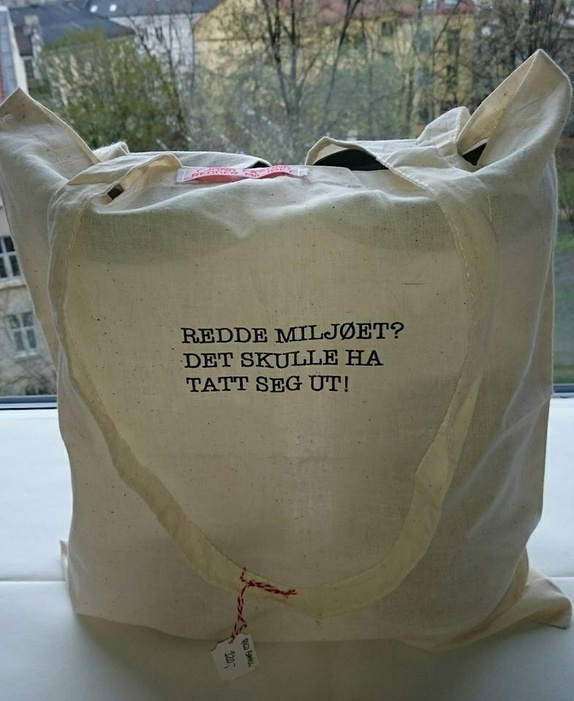 REDDE MILJØET?
DET SKULLE HA
TATT SEG UT!